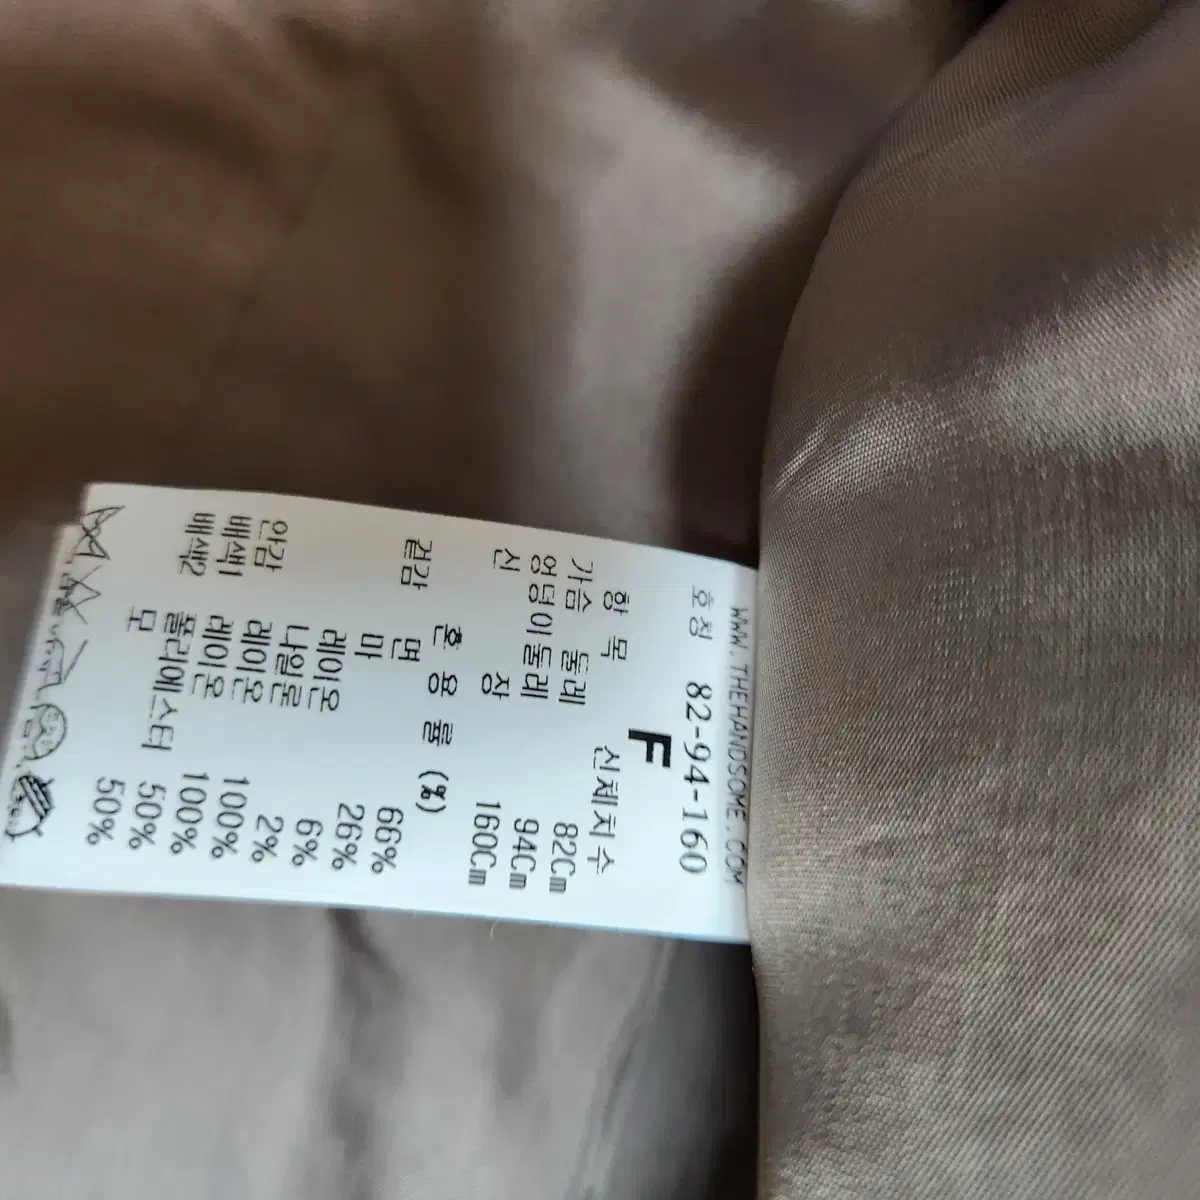 WWW.THEHANDSOME.COM
호칭 82-94-160
F
항 목 신체치수
가슴 둘레 82Cm
엉덩이둘레 94Cm
신 장 160Cm
혼 용 률 (%)
겉감 면 66%
마 26%
레이온 6%
나일론 2%
안감 레이온 100%
배색1 레이온 100%
배색2 폴리에스터 50%
모 50%